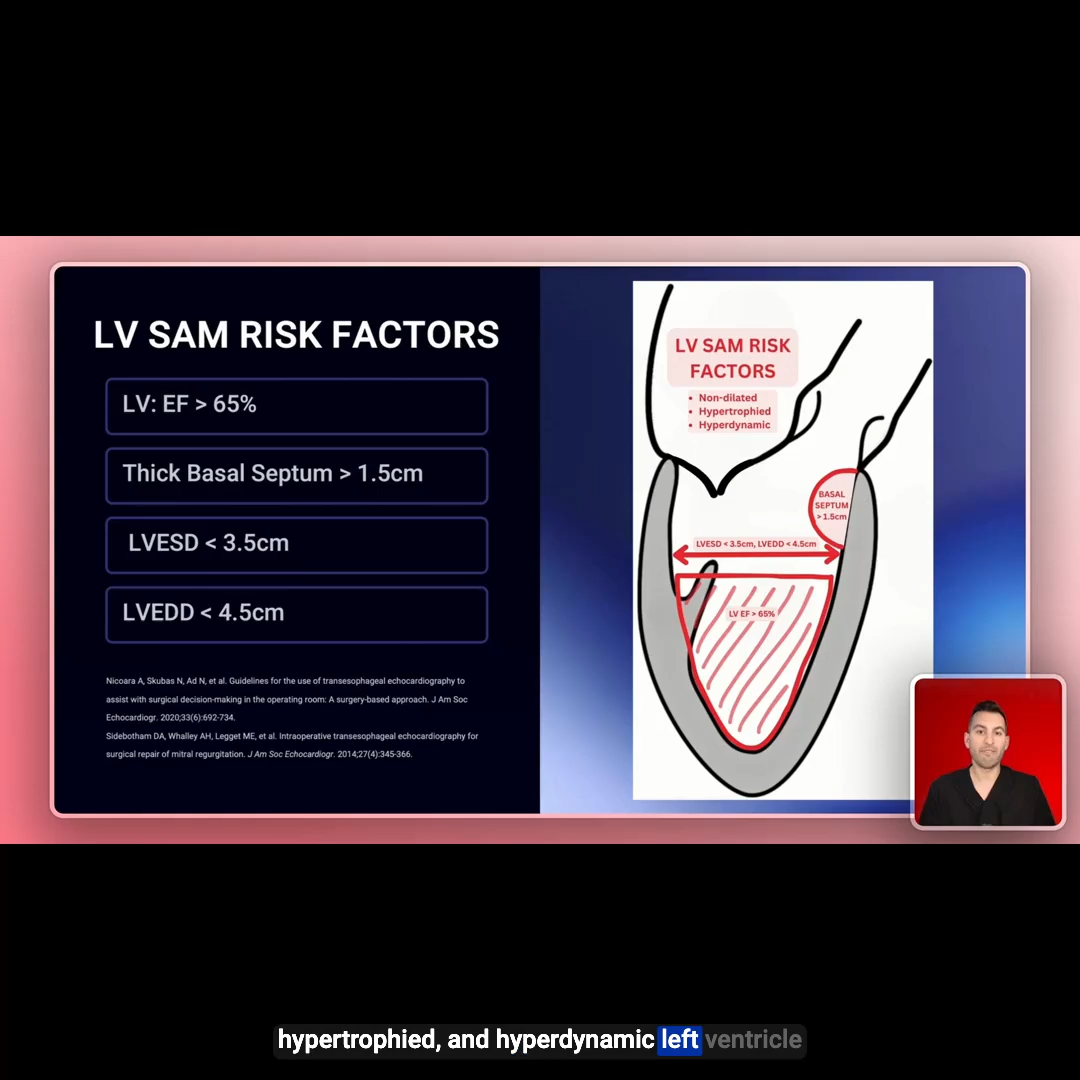 LV SAM RISK FACTORS
LV: EF > 65%
Thick Basal Septum > 1.5cm
LVESD < 3.5cm
LVEDD < 4.5cm
Nicoara A, Skubas N, Ad N, et al. Guidelines for the use of transesophageal echocardiography to
assist with surgical decision-making in the operating room: A surgery-based approach. J Am Soc
Echocardiogr. 2020;33(6):692-734.
Sidebotham DA, Whalley AH, Legget ME, et al. Intraoperative transesophageal echocardiography for
surgical repair of mitral regurgitation. J Am Soc Echocardiogr. 2014;27(4):345-366.
LV SAM RISK
FACTORS
• Non-dilated
• Hypertrophied
• Hyperdynamic
BASAL
SEPTUM
> 1.5cm
LVESD < 3.5cm, LVEDD < 4.5cm
LV EF > 65%
hypertrophied, and hyperdynamic left ventricle